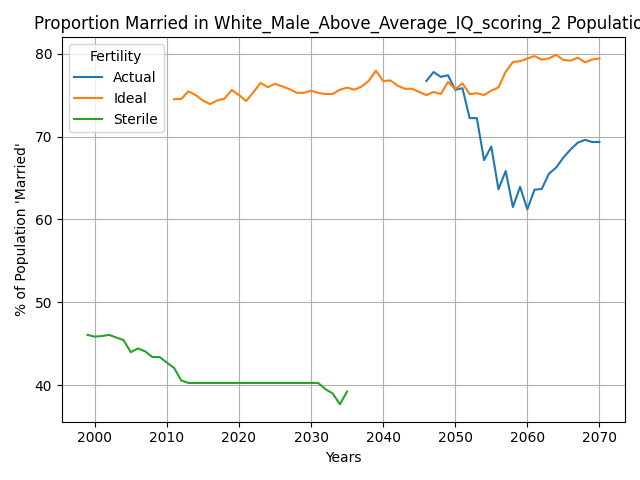 Proportion Married in White_Male_Above_Average_IQ_scoring_2 Populatio
Fertility
Actual
Ideal
Sterile
% of Population 'Married'
80
70
60
50
40
2000 2010 2020 2030 2040 2050 2060 2070
Years